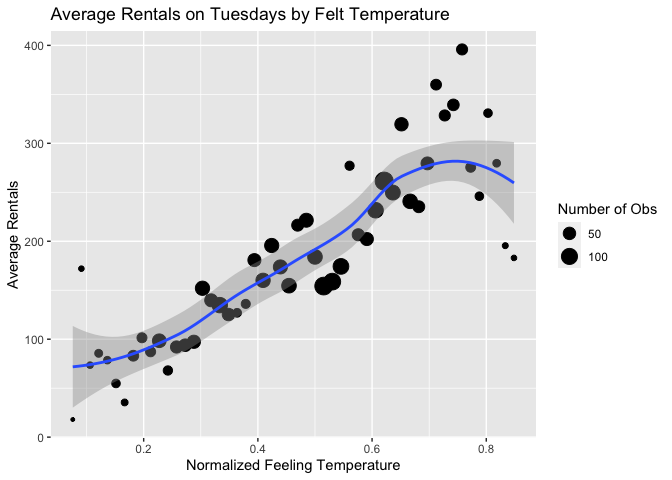 Average Rentals on Tuesdays by Felt Temperature
400
300
200
100
0
Average Rentals
0.2 0.4 0.6 0.8
Normalized Feeling Temperature
Number of Obs
50
100